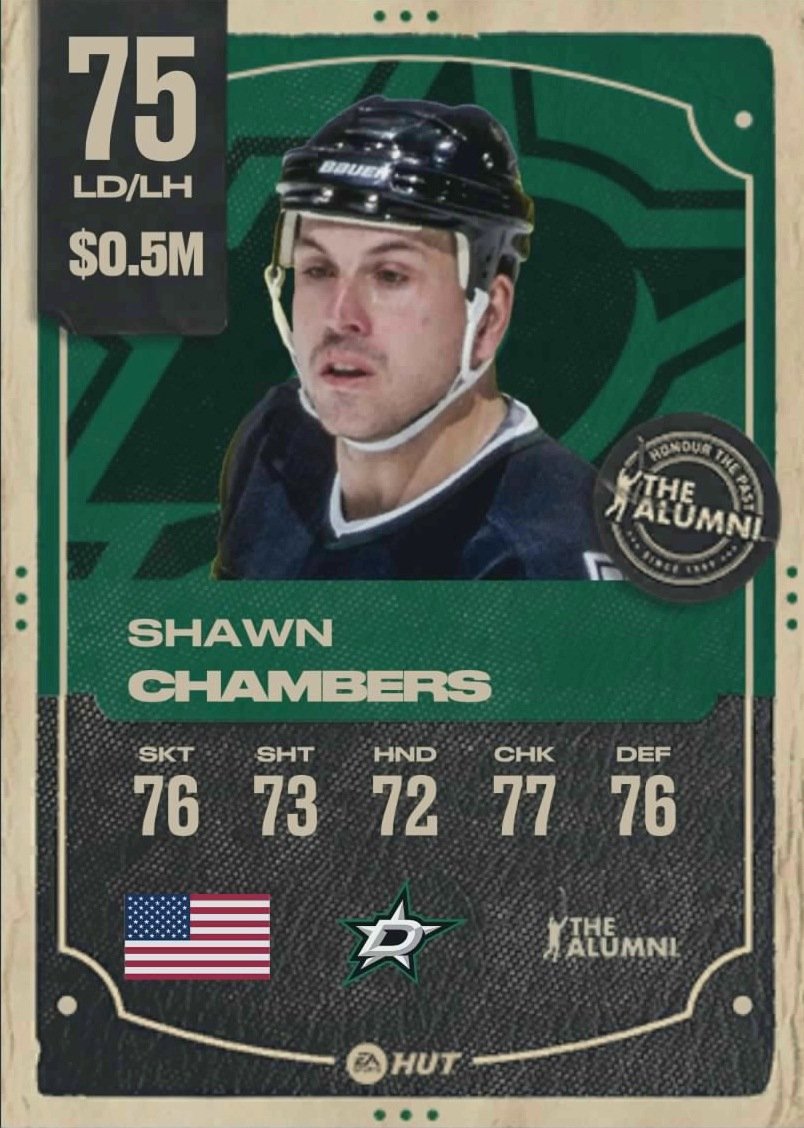 75
LD/LH
$0.5M
BAUER
HONOUR THE PAST
THE
ALUMNI
SHAWN
CHAMBERS
SKT SHT HND CHK DEF
76 73 72 77 76
D
THE
ALUMNI
EA
HUT